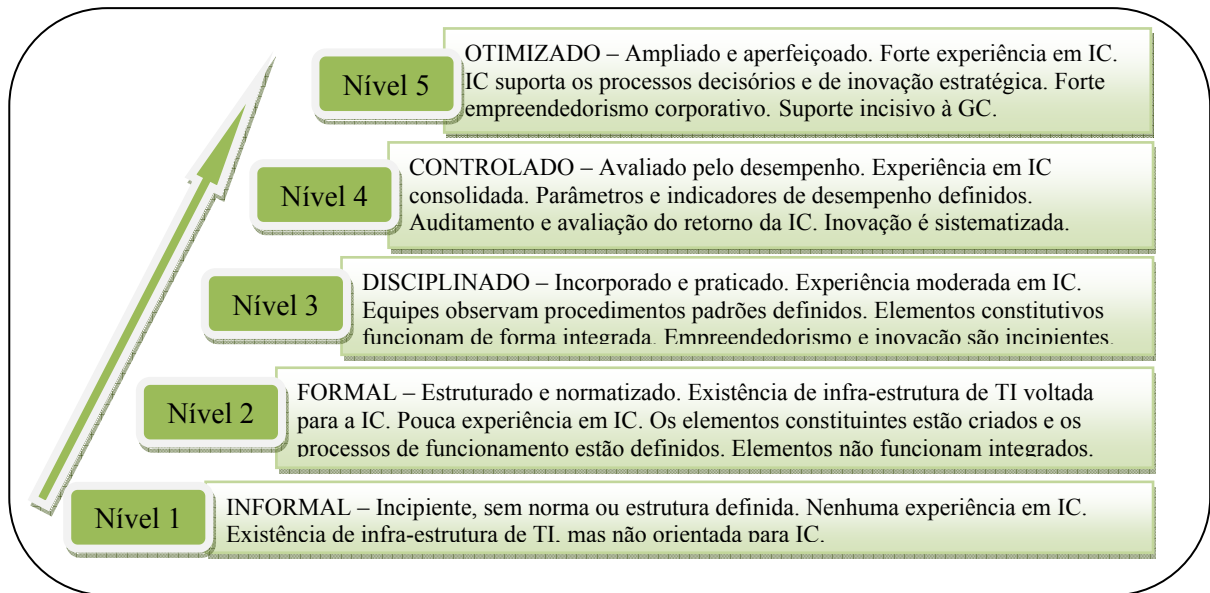 Nível 5
OTIMIZADO – Ampliado e aperfeiçoado. Forte experiência em IC.
IC suporta os processos decisórios e de inovação estratégica. Forte
empreendedorismo corporativo. Suporte incisivo à GC.
Nível 4
CONTROLADO – Avaliado pelo desempenho. Experiência em IC
consolidada. Parâmetros e indicadores de desempenho definidos.
Auditamento e avaliação do retorno da IC. Inovação é sistematizada.
Nível 3
DISCIPLINADO – Incorporado e praticado. Experiência moderada em IC.
Equipes observam procedimentos padrões definidos. Elementos constitutivos
funcionam de forma integrada. Empreendedorismo e inovação são incipientes.
Nível 2
FORMAL – Estruturado e normatizado. Existência de infra-estrutura de TI voltada
para a IC. Pouca experiência em IC. Os elementos constituintes estão criados e os
processos de funcionamento estão definidos. Elementos não funcionam integrados.
Nível 1
INFORMAL – Incipiente, sem norma ou estrutura definida. Nenhuma experiência em IC.
Existência de infra-estrutura de TI, mas não orientada para IC.